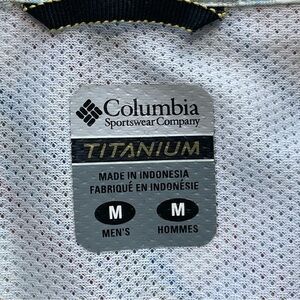 Columbia
Sportswear Company
TITANIUM
MADE IN INDONESIA
FABRIQUÉ EN INDONÉSIE
M M
MEN'S HOMMES